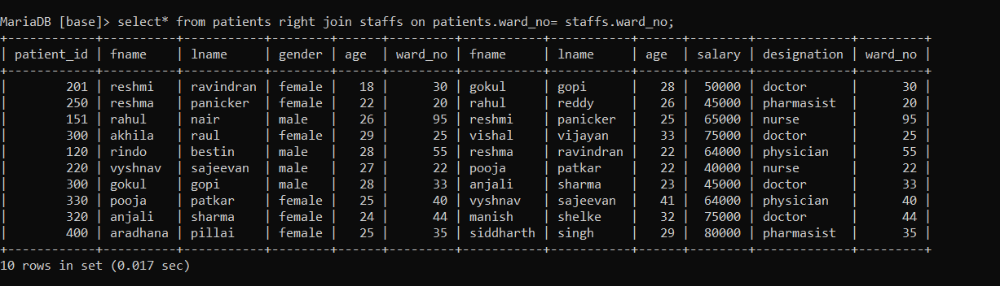 MariaDB [base]> select* from patients right join staffs on patients.ward_no= staffs.ward_no;
+------------+----------+-----------+--------+------+---------+-----------+-----------+------+--------+-------------+---------+
| patient_id | fname    | lname     | gender | age  | ward_no | fname     | lname     | age  | salary | designation | ward_no |
+------------+----------+-----------+--------+------+---------+-----------+-----------+------+--------+-------------+---------+
|        201 | reshmi   | ravindran | female |   18 |      30 | gokul     | gopi      |   28 |  50000 | doctor      |      30 |
|        250 | reshma   | panicker  | female |   22 |      20 | rahul     | reddy     |   26 |  45000 | pharmasist  |      20 |
|        151 | rahul    | nair      | male   |   26 |      95 | reshmi    | panicker  |   25 |  65000 | nurse       |      95 |
|        300 | akhila   | raul      | female |   29 |      25 | vishal    | vijayan   |   33 |  75000 | doctor      |      25 |
|        120 | rindo    | bestin    | male   |   28 |      55 | reshma    | ravindran |   22 |  64000 | physician   |      55 |
|        220 | vyshnav  | sajeevan  | male   |   27 |      22 | pooja     | patkar    |   22 |  40000 | nurse       |      22 |
|        300 | gokul    | gopi      | male   |   28 |      33 | anjali    | sharma    |   23 |  45000 | doctor      |      33 |
|        330 | pooja    | patkar    | female |   25 |      40 | vyshnav   | sajeevan  |   41 |  64000 | physician   |      40 |
|        320 | anjali   | sharma    | female |   24 |      44 | manish    | shelke    |   32 |  75000 | doctor      |      44 |
|        400 | aradhana | pillai    | female |   25 |      35 | siddharth | singh     |   29 |  80000 | pharmasist  |      35 |
+------------+----------+-----------+--------+------+---------+-----------+-----------+------+--------+-------------+---------+
10 rows in set (0.017 sec)